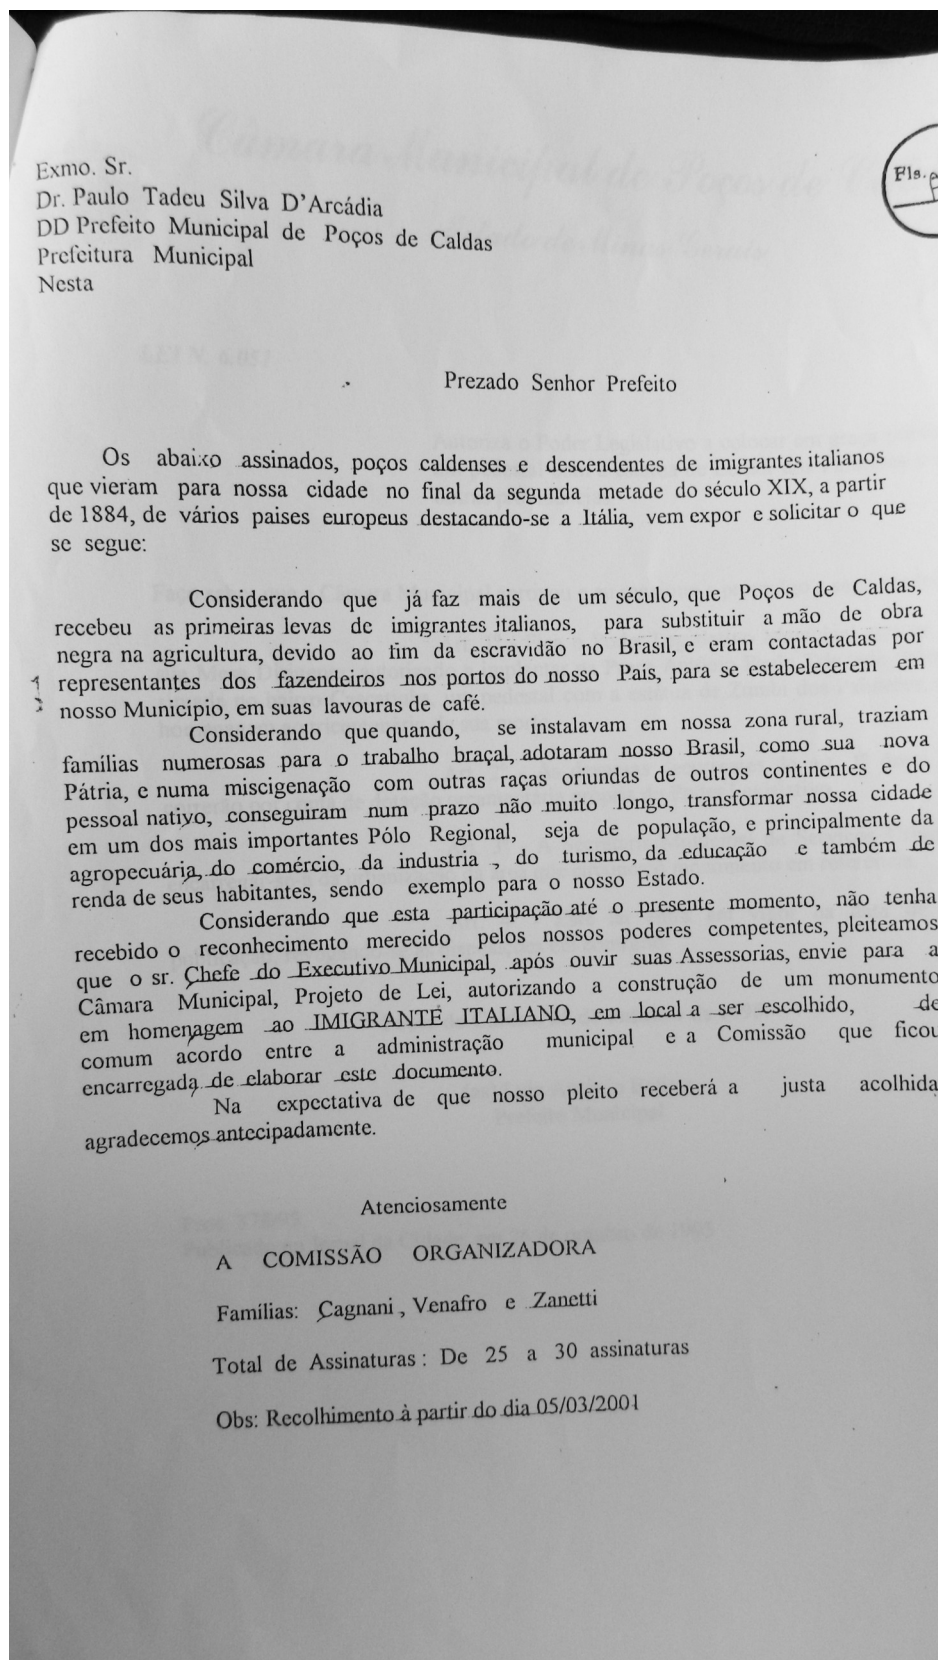 Exmo. Sr.
Dr. Paulo Tadeu Silva D'Arcádia
DD Prefeito Municipal de Poços de Caldas
Prefeitura Municipal
Nesta
Fls.
Prezado Senhor Prefeito
Os abaixo assinados, poços caldenses e descendentes de imigrantes italianos
que vieram para nossa cidade no final da segunda metade do século XIX, a partir
de 1884, de vários paises europeus destacando-se a Itália, vem expor e solicitar o que
se segue:
Considerando que já faz mais de um século, que Poços de Caldas,
recebeu as primeiras levas de imigrantes italianos, para substituir a mão de obra
negra na agricultura, devido ao fim da escravidão no Brasil, e eram contactadas por
representantes dos fazendeiros nos portos do nosso País, para se estabelecerem em
nosso Município, em suas lavouras de café.
Considerando que quando, se instalavam em nossa zona rural, traziam
famílias numerosas para o trabalho braçal, adotaram nosso Brasil, como sua nova
Pátria, e numa miscigenação com outras raças oriundas de outros continentes e do
pessoal nativo, conseguiram num prazo não muito longo, transformar nossa cidade
em um dos mais importantes Pólo Regional, seja de população, e principalmente da
agropecuária, do comércio, da industria , do turismo, da educação e também de
renda de seus habitantes, sendo exemplo para o nosso Estado.
Considerando que esta participação até o presente momento, não tenha
recebido o reconhecimento merecido pelos nossos poderes competentes, pleiteamos
que o sr. Chefe do Executivo Municipal, após ouvir suas Assessorias, envie para a
Câmara Municipal, Projeto de Lei, autorizando a construção de um monumento
em homenagem ao IMIGRANTE ITALIANO, em local a ser escolhido, de
comum acordo entre a administração municipal e a Comissão que ficou
encarregada de elaborar este documento.
Na expectativa de que nosso pleito receberá a justa acolhida
agradecemos antecipadamente.
Atenciosamente
A COMISSÃO ORGANIZADORA
Famílias: Cagnani , Venafro e Zanetti
Total de Assinaturas : De 25 a 30 assinaturas
Obs: Recolhimento à partir do dia 05/03/2001